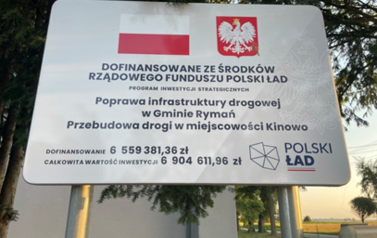 DOFINANSOWANE ZE ŚRODKÓW
RZĄDOWEGO FUNDUSZU POLSKI ŁAD
PROGRAM INWESTYCJI STRATEGICZNYCH
Poprawa infrastruktury drogowej
w Gminie Rymań
Przebudowa drogi w miejscowości Kinowo
DOFINANSOWANIE 6 559 381,36 zł
CAŁKOWITA WARTOŚĆ INWESTYCJI 6 904 611,96 zł
POLSKI
ŁAD